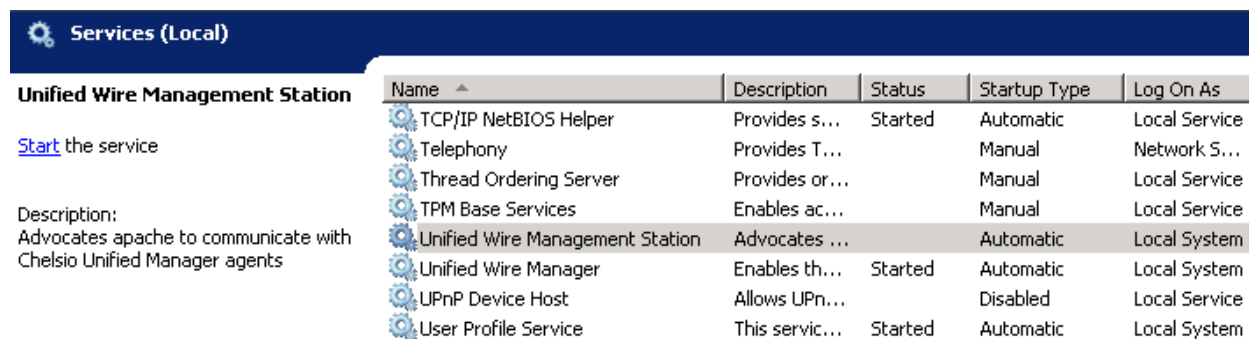 Services (Local)
Unified Wire Management Station
Start the service
Description:
Advocates apache to communicate with
Chelsio Unified Manager agents
Name Description Status Startup Type Log On As
TCP/IP NetBIOS Helper Provides s... Started Automatic Local Service
Telephony Provides T... Manual Network S...
Thread Ordering Server Provides or... Manual Local Service
TPM Base Services Enables ac... Manual Local Service
Unified Wire Management Station Advocates ... Automatic Local System
Unified Wire Manager Enables th... Started Automatic Local System
UPnP Device Host Allows UPn... Disabled Local Service
User Profile Service This servic... Started Automatic Local System